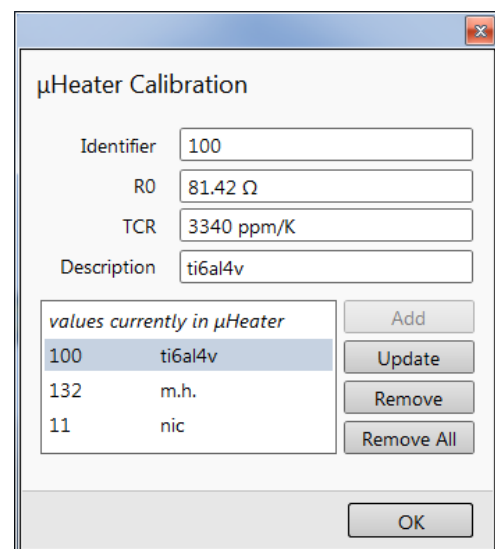 µHeater Calibration
Identifier 100
R0 81.42 Ω
TCR 3340 ppm/K
Description ti6al4v
values currently in µHeater Add
100 ti6al4v Update
132 m.h. Remove
11 nic Remove All
OK